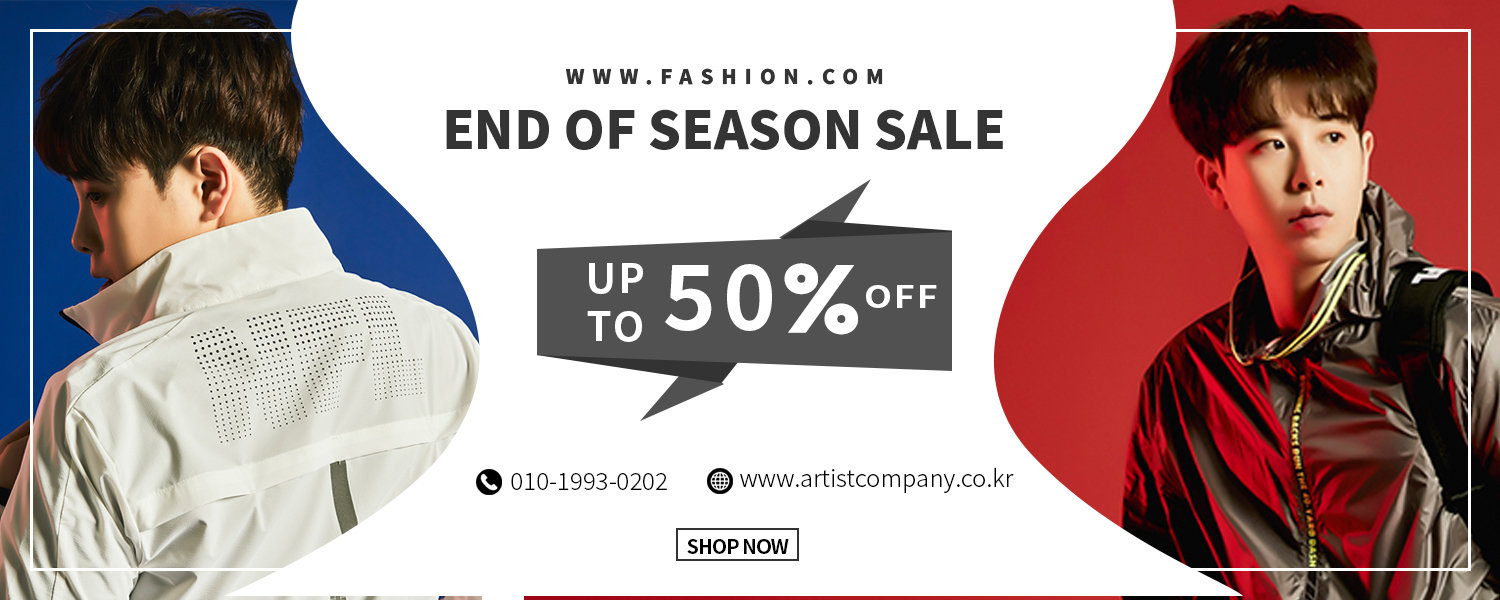 WWW.FASHION.COM
END OF SEASON SALE
UP TO
50%
OFF
010-1993-0202
www.artistcompany.co.kr
SHOP NOW
NFL